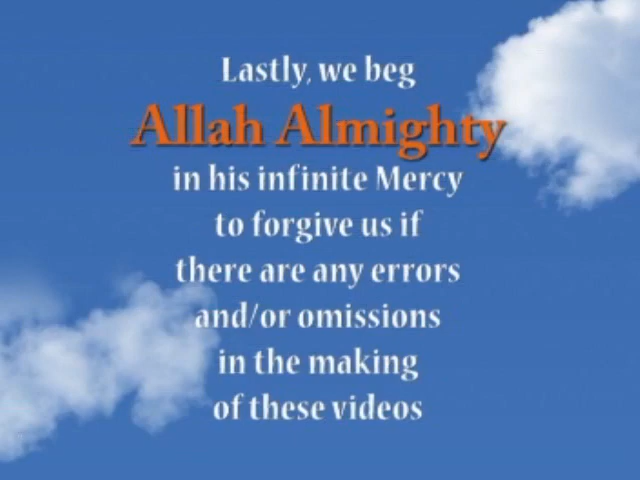 Lastly, we beg
Allah Almighty
in his infinite Mercy
to forgive us if
there are any errors
and/or omissions
in the making
of these videos